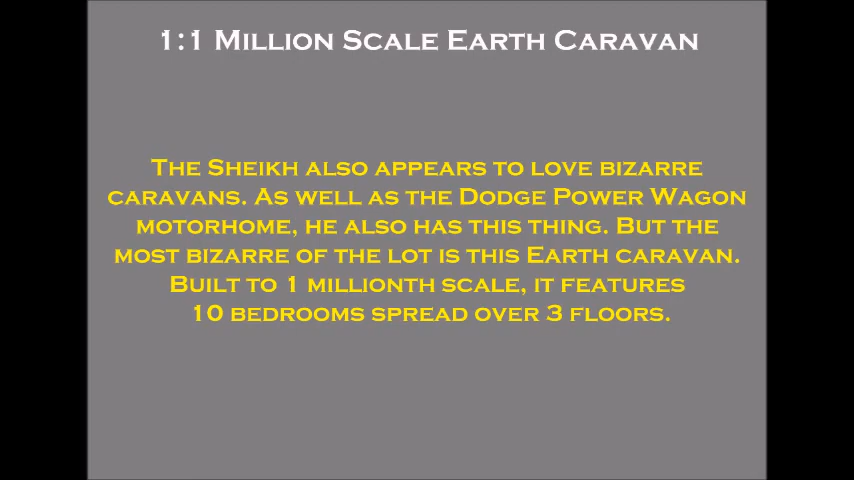 1:1 Million Scale Earth Caravan
The Sheikh also appears to love bizarre
caravans. As well as the Dodge Power Wagon
motorhome, he also has this thing. But the
most bizarre of the lot is this Earth caravan.
Built to 1 millionth scale, it features
10 bedrooms spread over 3 floors.